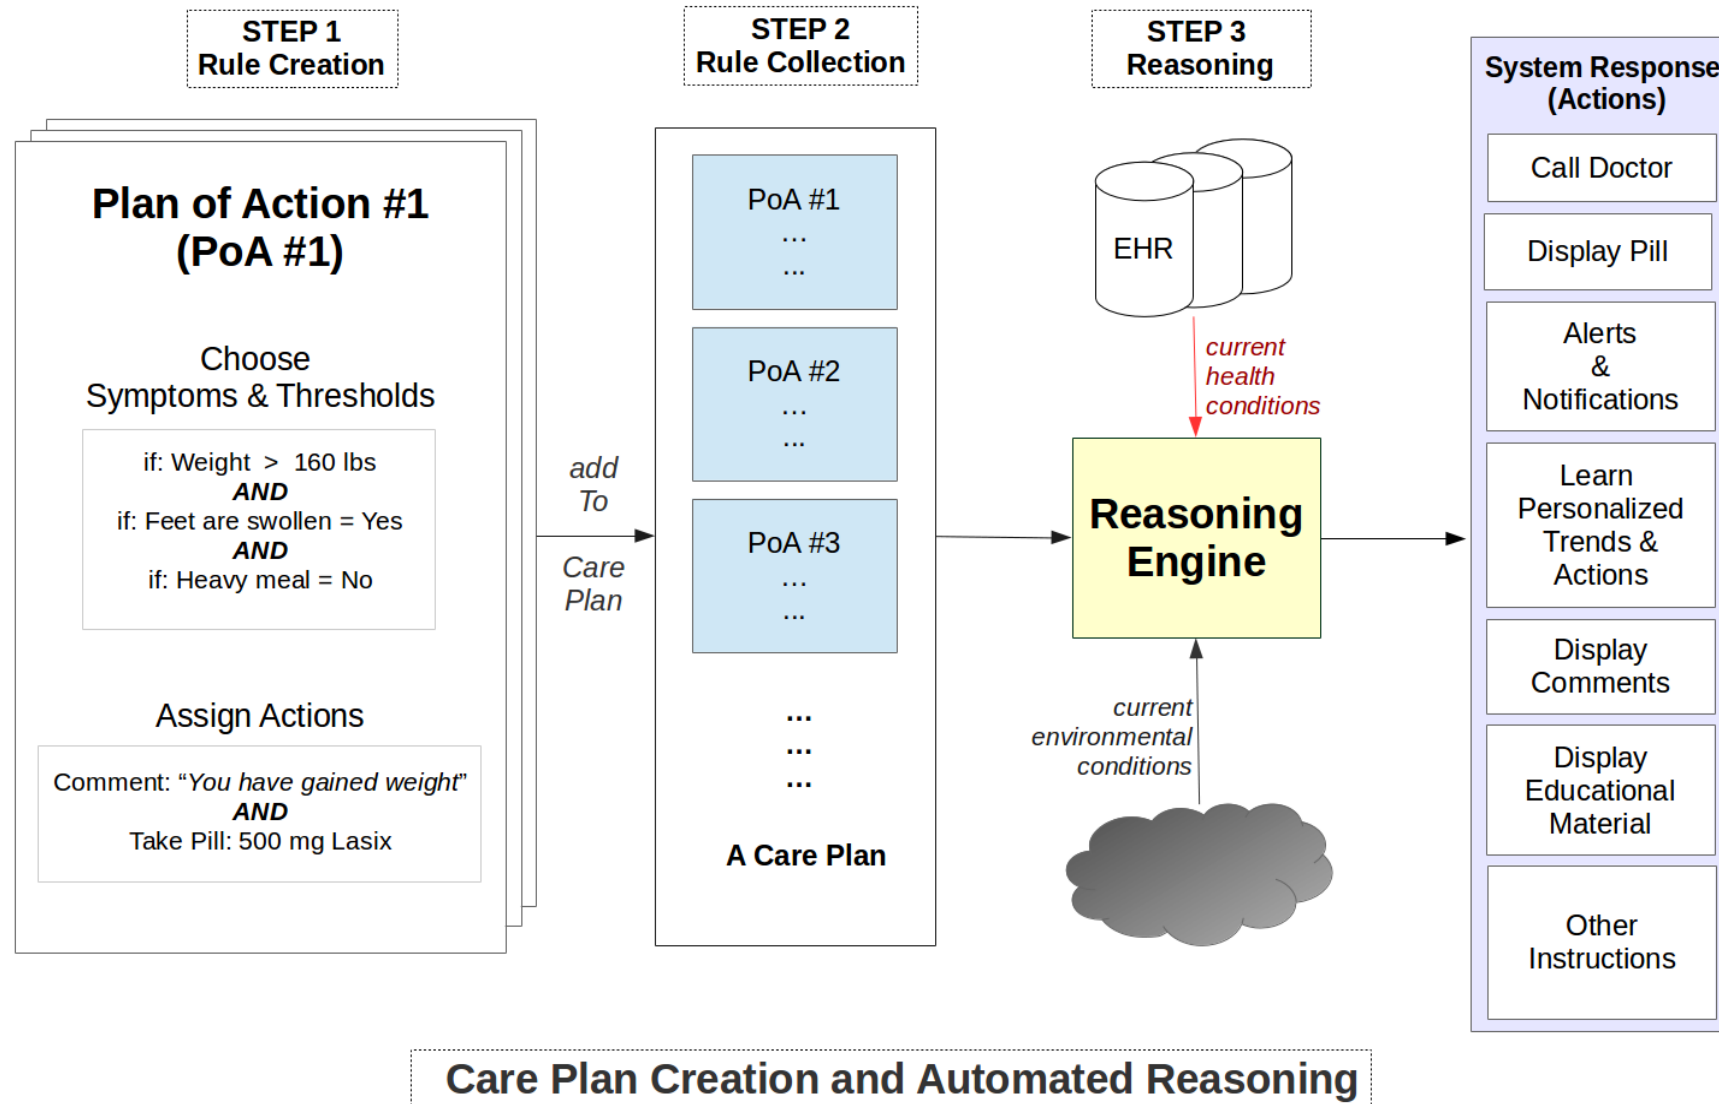 STEP 1
Rule Creation
Plan of Action #1
(PoA #1)
Choose
Symptoms & Thresholds
if: Weight > 160 lbs
AND
if: Feet are swollen = Yes
AND
if: Heavy meal = No
Assign Actions
Comment: “You have gained weight”
AND
Take Pill: 500 mg Lasix
add
To
Care
Plan
STEP 2
Rule Collection
PoA #1
...
...
PoA #2
...
...
PoA #3
...
...
...
...
...
A Care Plan
STEP 3
Reasoning
EHR
current
health
conditions
Reasoning
Engine
current
environmental
conditions
System Response
(Actions)
Call Doctor
Display Pill
Alerts
&
Notifications
Learn
Personalized
Trends &
Actions
Display
Comments
Display
Educational
Material
Other
Instructions
Care Plan Creation and Automated Reasoning